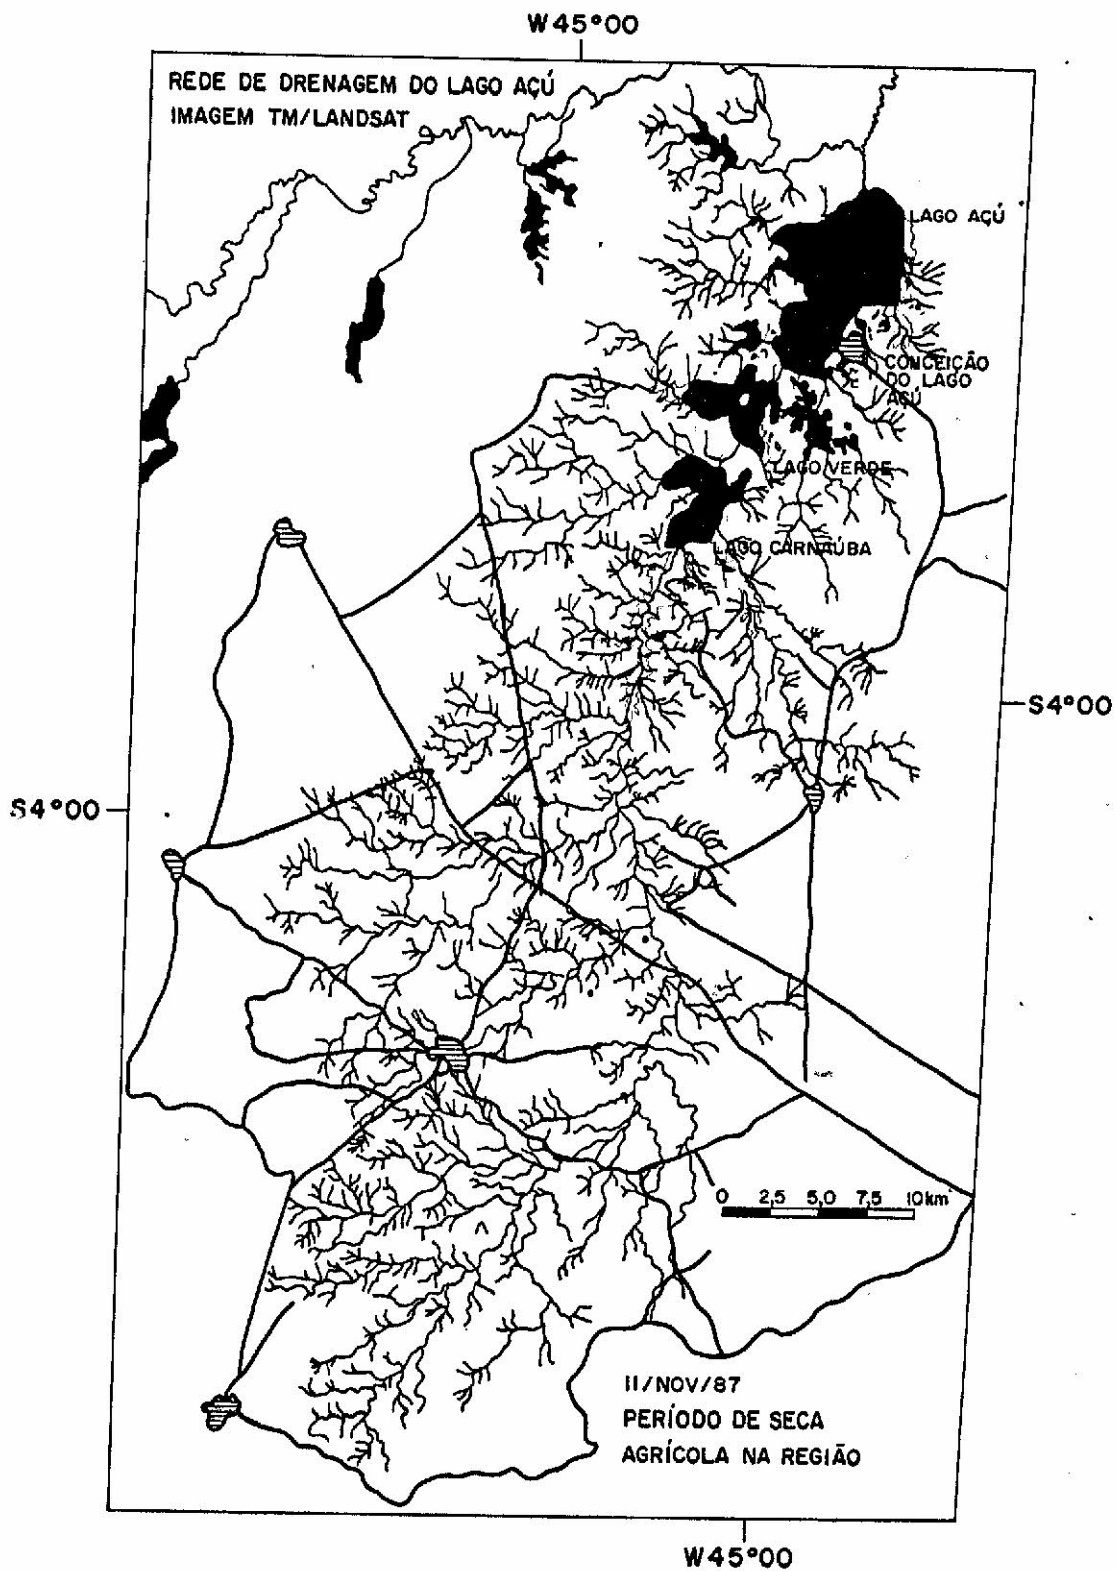 W45°00
REDE DE DRENAGEM DO LAGO AÇÚ
IMAGEM TM/LANDSAT
LAGO AÇÚ
CONCEIÇÃO
DO LAGO
AÇÚ
LAGO VERDE
LAGO CARNAÚBA
S4°00
S4°00
0 2,5 5,0 7,5 10km
11/NOV/87
PERÍODO DE SECA
AGRÍCOLA NA REGIÃO
W45°00